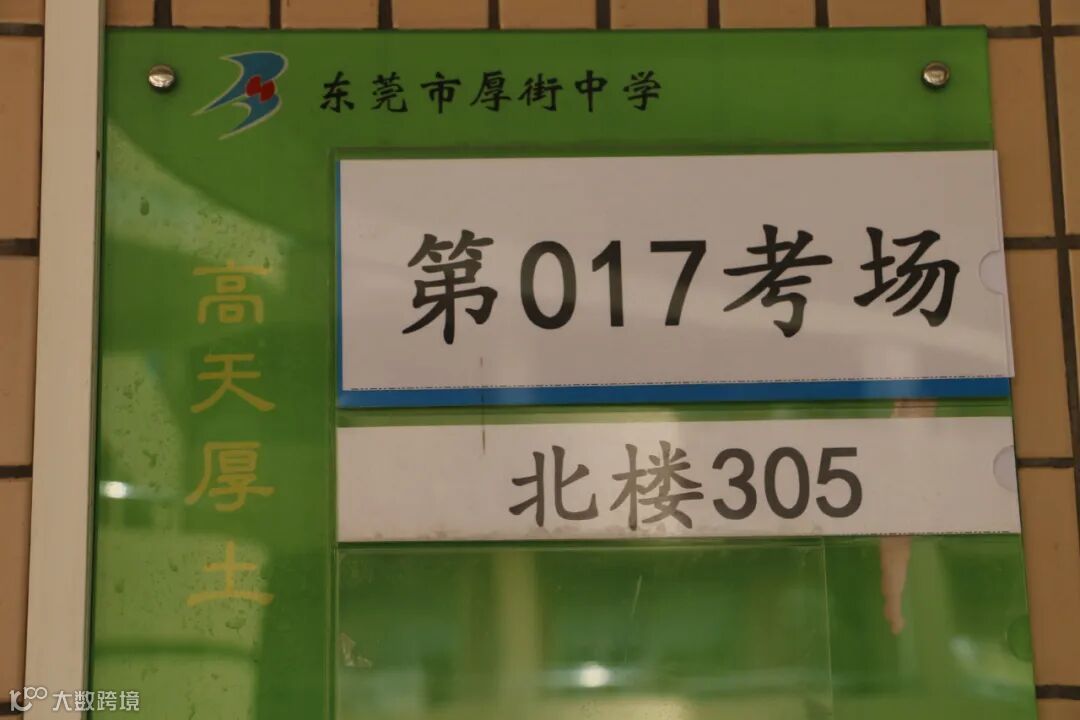 东莞市厚街中学
第017考场
北楼305
高天厚土
大数跨境